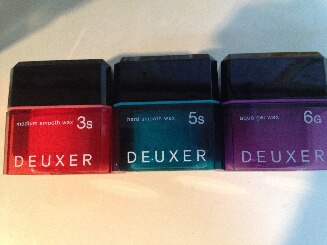 medium smooth wax 3s
DEUXER
hard smooth wax 5s
DEUXER
aqua gel wax 6G
DEUXER